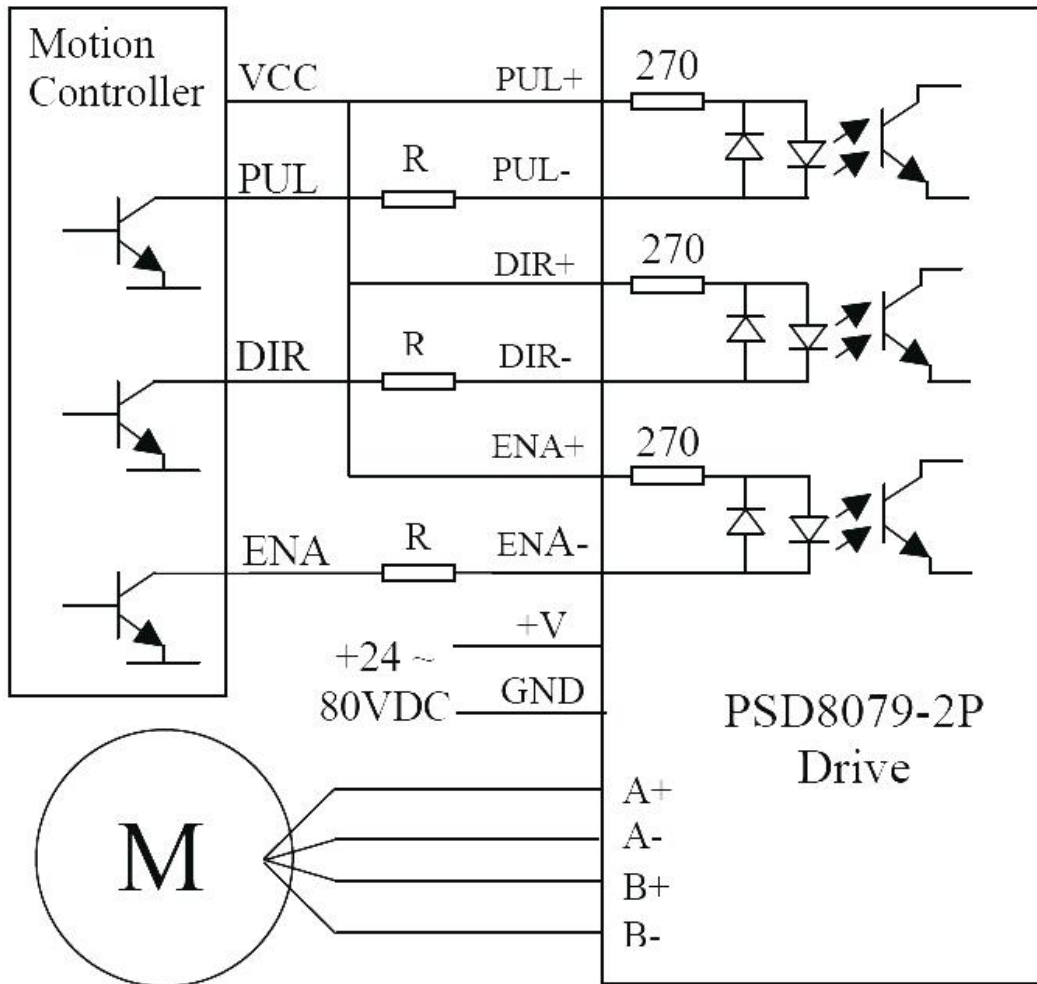 Motion
Controller
VCC
PUL+
270
PUL
R
PUL-
DIR+
270
DIR
R
DIR-
ENA+
270
ENA
R
ENA-
+V
+24 ~
80VDC
GND
PSD8079-2P
Drive
M
A+
A-
B+
B-